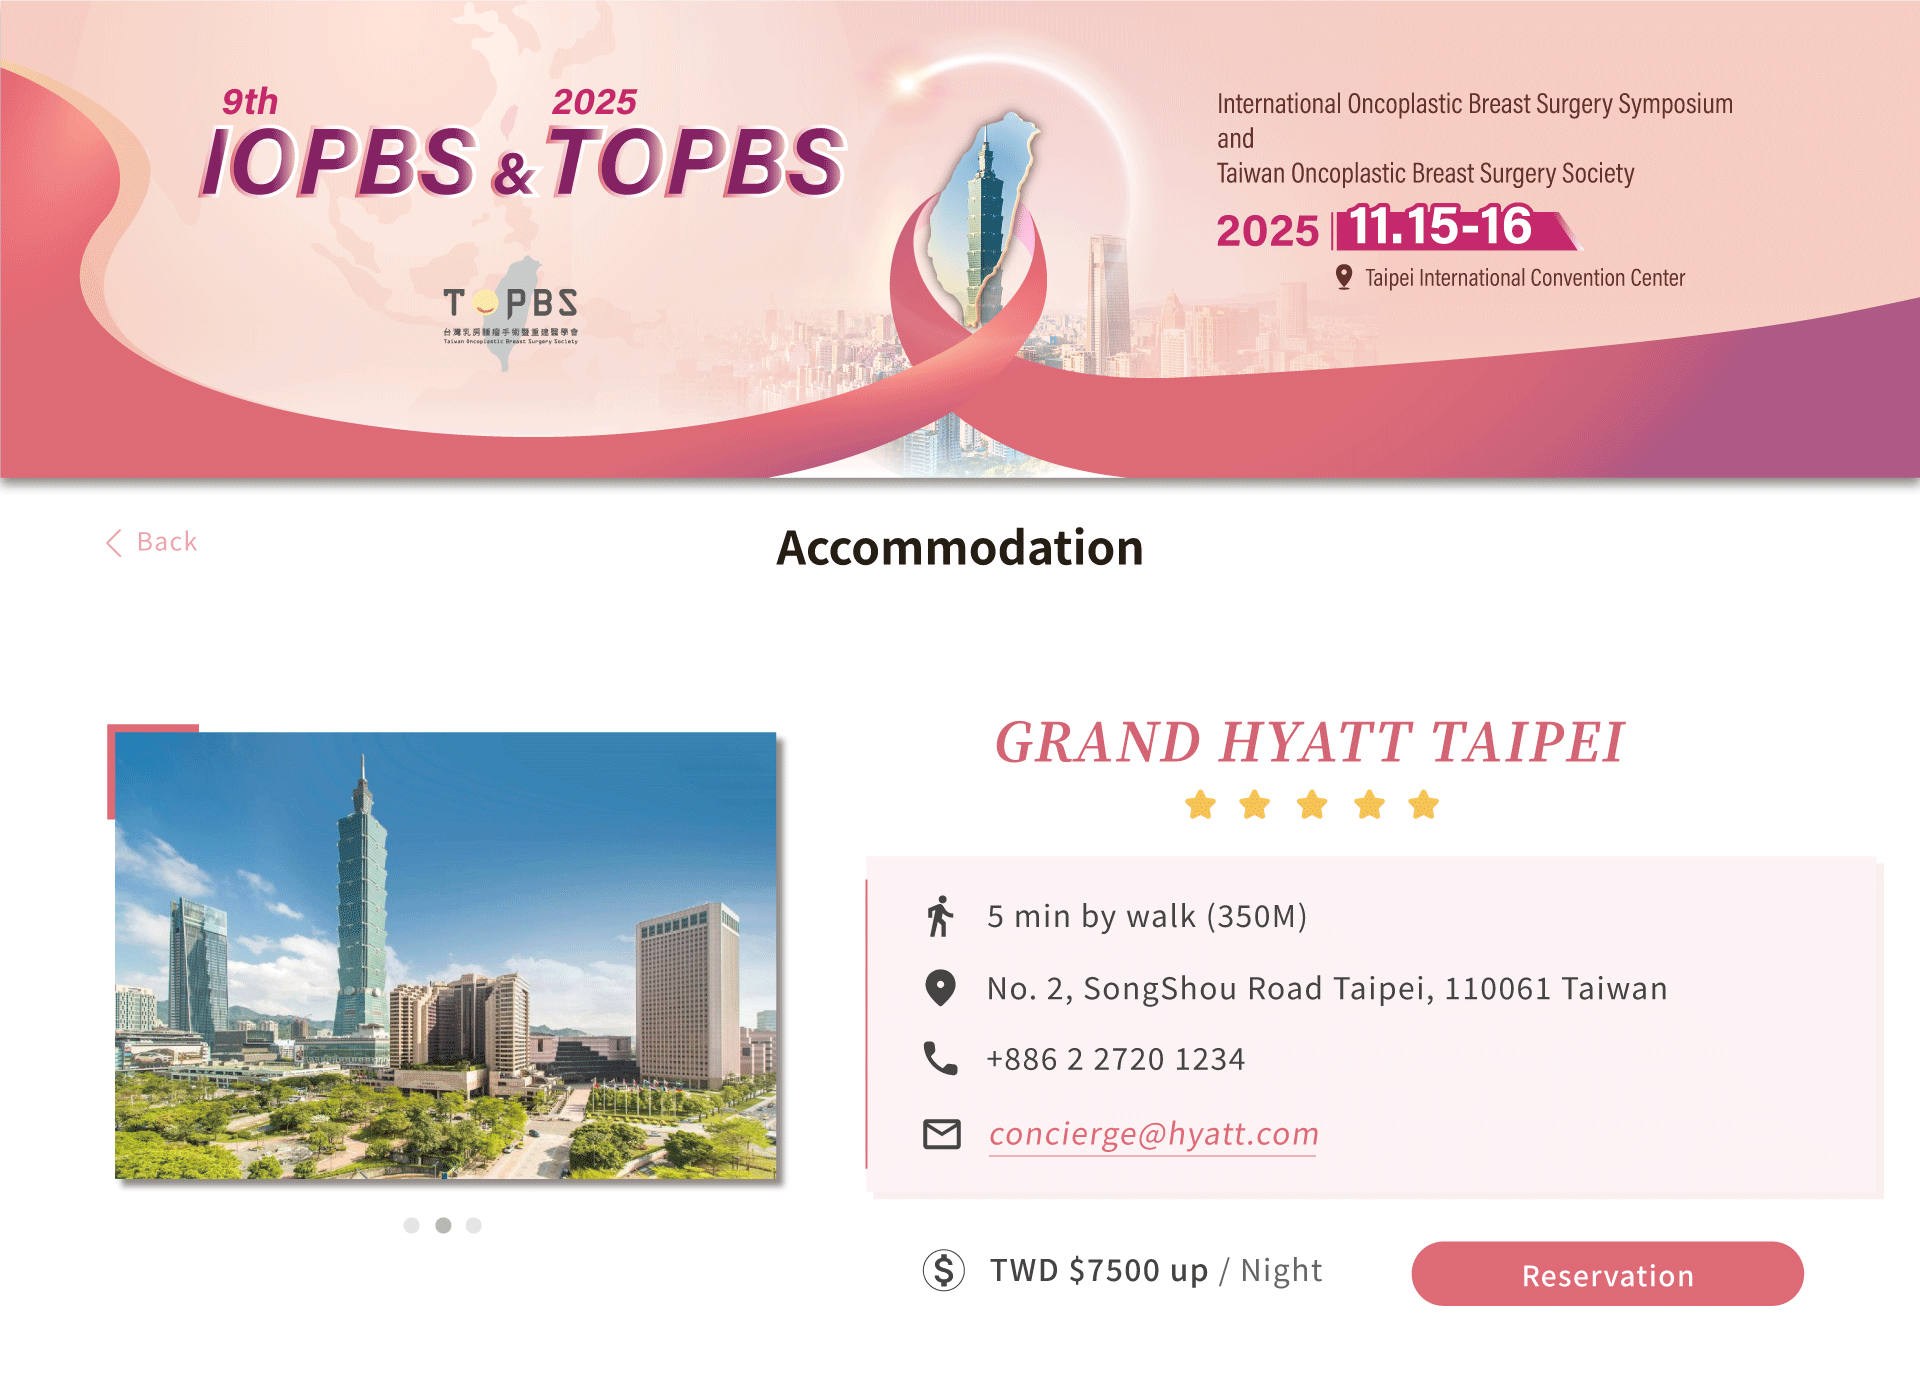 9th
2025
IOPBS & TOPBS
TOPBS
台灣乳房腫瘤手術暨重建醫學會
Taiwan Oncoplastic Breast Surgery Society
International Oncoplastic Breast Surgery Symposium
and
Taiwan Oncoplastic Breast Surgery Society
2025 11.15-16
Taipei International Convention Center
Back
Accommodation
GRAND HYATT TAIPEI
5 min by walk (350M)
No. 2, SongShou Road Taipei, 110061 Taiwan
+886 2 2720 1234
concierge@hyatt.com
TWD $7500 up / Night
Reservation